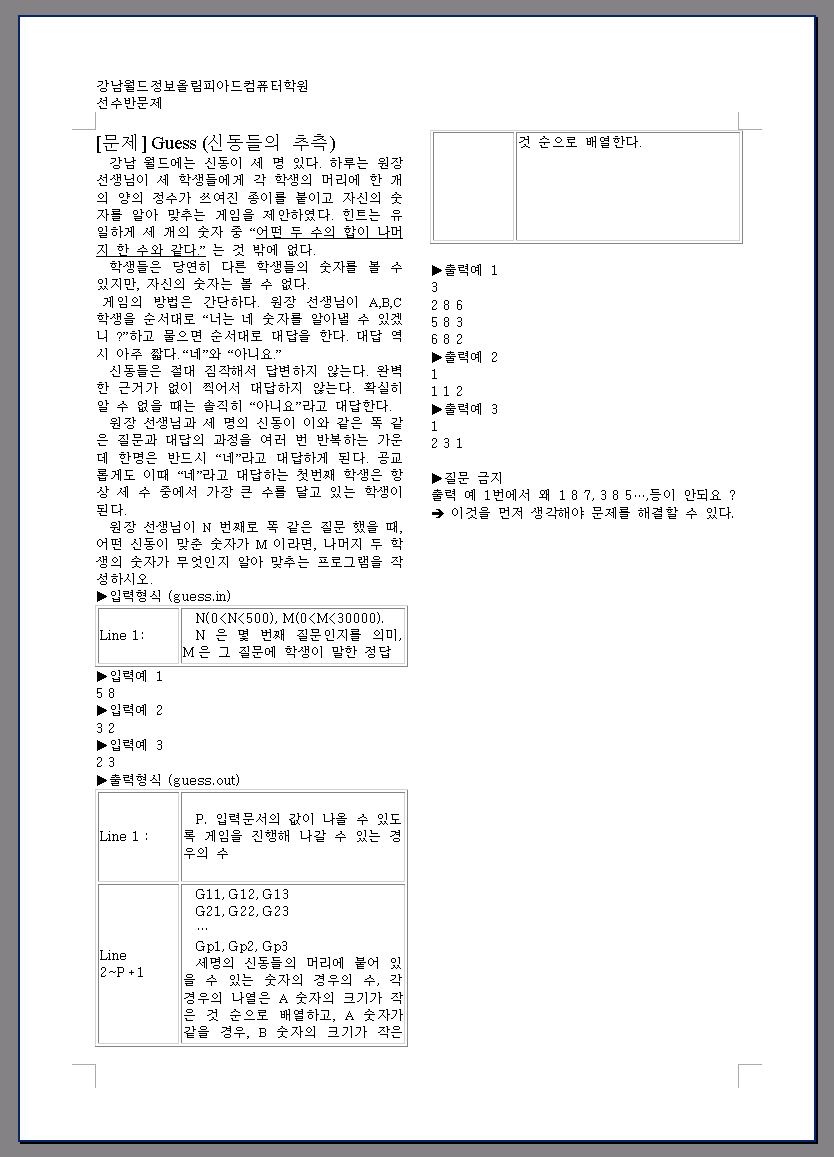 강남월드정보올림피아드컴퓨터학원
선수반문제
[문제] Guess (신동들의 추측)
강남 월드에는 신동이 세 명 있다. 하루는 원장
선생님이 세 학생들에게 각 학생의 머리에 한 개
의 양의 정수가 쓰여진 종이를 붙이고 자신의 숫
자를 알아 맞추는 게임을 제안하였다. 힌트는 유
일하게 세 개의 숫자 중 “어떤 두 수의 합이 나머
지 한 수와 같다.” 는 것 밖에 없다.
학생들은 당연히 다른 학생들의 숫자를 볼 수
있지만, 자신의 숫자는 볼 수 없다.
게임의 방법은 간단하다. 원장 선생님이 A,B,C
학생을 순서대로 “너는 네 숫자를 알아낼 수 있겠
니 ?”하고 물으면 순서대로 대답을 한다. 대답 역
시 아주 짧다. “네”와 “아니요.”
신동들은 절대 짐작해서 답변하지 않는다. 완벽
한 근거가 없이 찍어서 대답하지 않는다. 확실히
알 수 없을 때는 솔직히 “아니요”라고 대답한다.
원장 선생님과 세 명의 신동이 이와 같은 똑 같
은 질문과 대답의 과정을 여러 번 반복하는 가운
데 한명은 반드시 “네”라고 대답하게 된다. 공교
롭게도 이때 “네”라고 대답하는 첫번째 학생은 항
상 세 수 중에서 가장 큰 수를 달고 있는 학생이
된다.
원장 선생님이 N 번째로 똑 같은 질문 했을 때,
어떤 신동이 맞춘 숫자가 M 이라면, 나머지 두 학
생의 숫자가 무엇인지 알아 맞추는 프로그램을 작
성하시오.
▶입력형식 (guess.in)
Line 1:
N(0<N<500), M(0<M<30000).
N 은 몇 번째 질문인지를 의미,
M 은 그 질문에 학생이 말한 정답
▶입력예 1
5 8
▶입력예 2
3 2
▶입력예 3
2 3
▶출력형식 (guess.out)
Line 1 :
P. 입력문서의 값이 나올 수 있도
록 게임을 진행해 나갈 수 있는 경
우의 수
Line
2~P+1
G11, G12, G13
G21, G22, G23
…
Gp1, Gp2, Gp3
세명의 신동들의 머리에 붙어 있
을 수 있는 숫자의 경우의 수, 각
경우의 나열은 A 숫자의 크기가 작
은 것 순으로 배열하고, A 숫자가
같을 경우, B 숫자의 크기가 작은
것 순으로 배열한다.
▶출력예 1
3
2 8 6
5 8 3
6 8 2
▶출력예 2
1
1 1 2
▶출력예 3
1
2 3 1
▶질문 금지
출력 예 1번에서 왜 1 8 7, 3 8 5…,등이 안되요 ?
➔ 이것을 먼저 생각해야 문제를 해결할 수 있다.